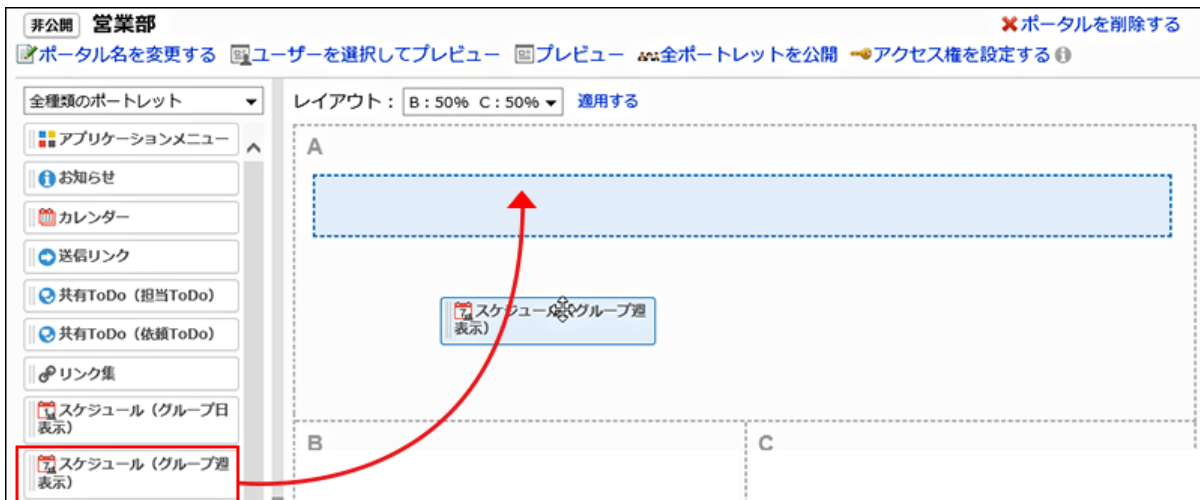 非公開 営業部 ポータルを削除する
ポータル名を変更する ユーザーを選択してプレビュー プレビュー 全ポートレットを公開 アクセス権を設定する
全種類のポートレット
レイアウト： B : 50% C : 50% 適用する
アプリケーションメニュー
お知らせ
カレンダー
送信リンク
共有ToDo（担当ToDo）
共有ToDo（依頼ToDo）
リンク集
スケジュール（グループ日
表示）
スケジュール（グループ週
表示）
A
スケジュール（グループ週
表示）
B
C